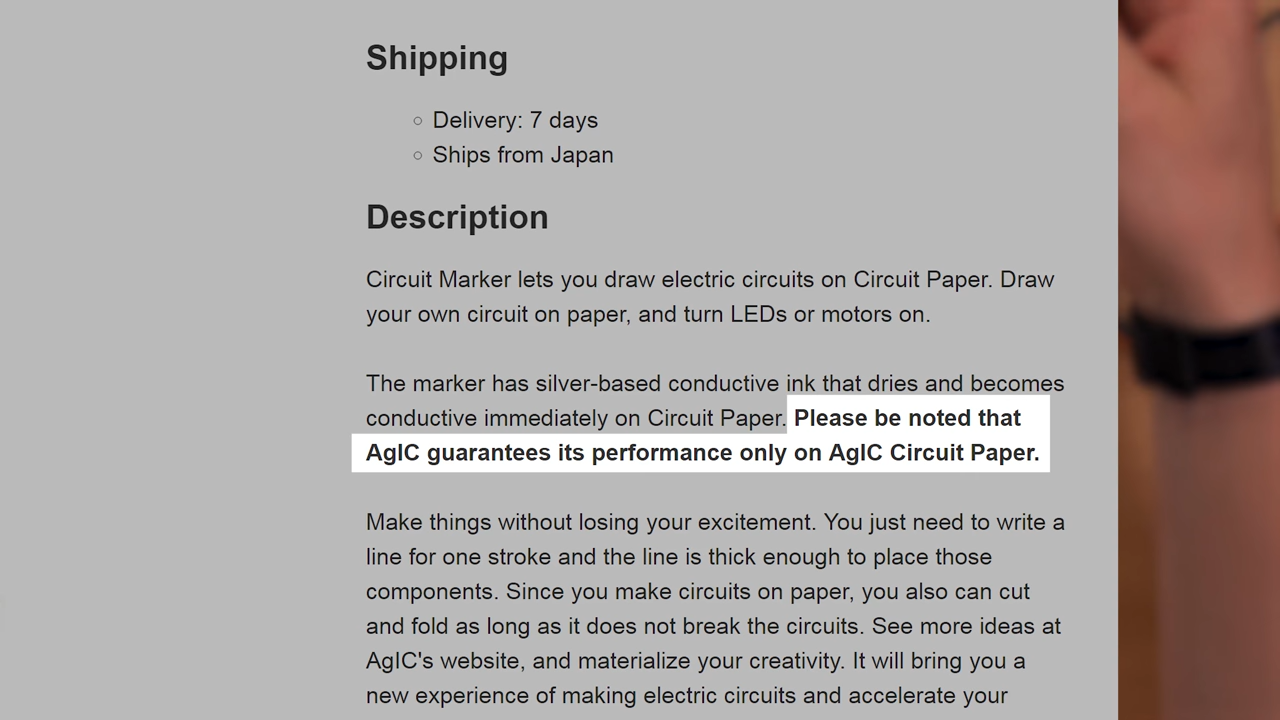 Shipping
Delivery: 7 days
Ships from Japan
Description
Circuit Marker lets you draw electric circuits on Circuit Paper. Draw
your own circuit on paper, and turn LEDs or motors on.
The marker has silver-based conductive ink that dries and becomes
conductive immediately on Circuit Paper. Please be noted that
AgIC guarantees its performance only on AgIC Circuit Paper.
Make things without losing your excitement. You just need to write a
line for one stroke and the line is thick enough to place those
components. Since you make circuits on paper, you also can cut
and fold as long as it does not break the circuits. See more ideas at
AgIC's website, and materialize your creativity. It will bring you a
new experience of making electric circuits and accelerate your